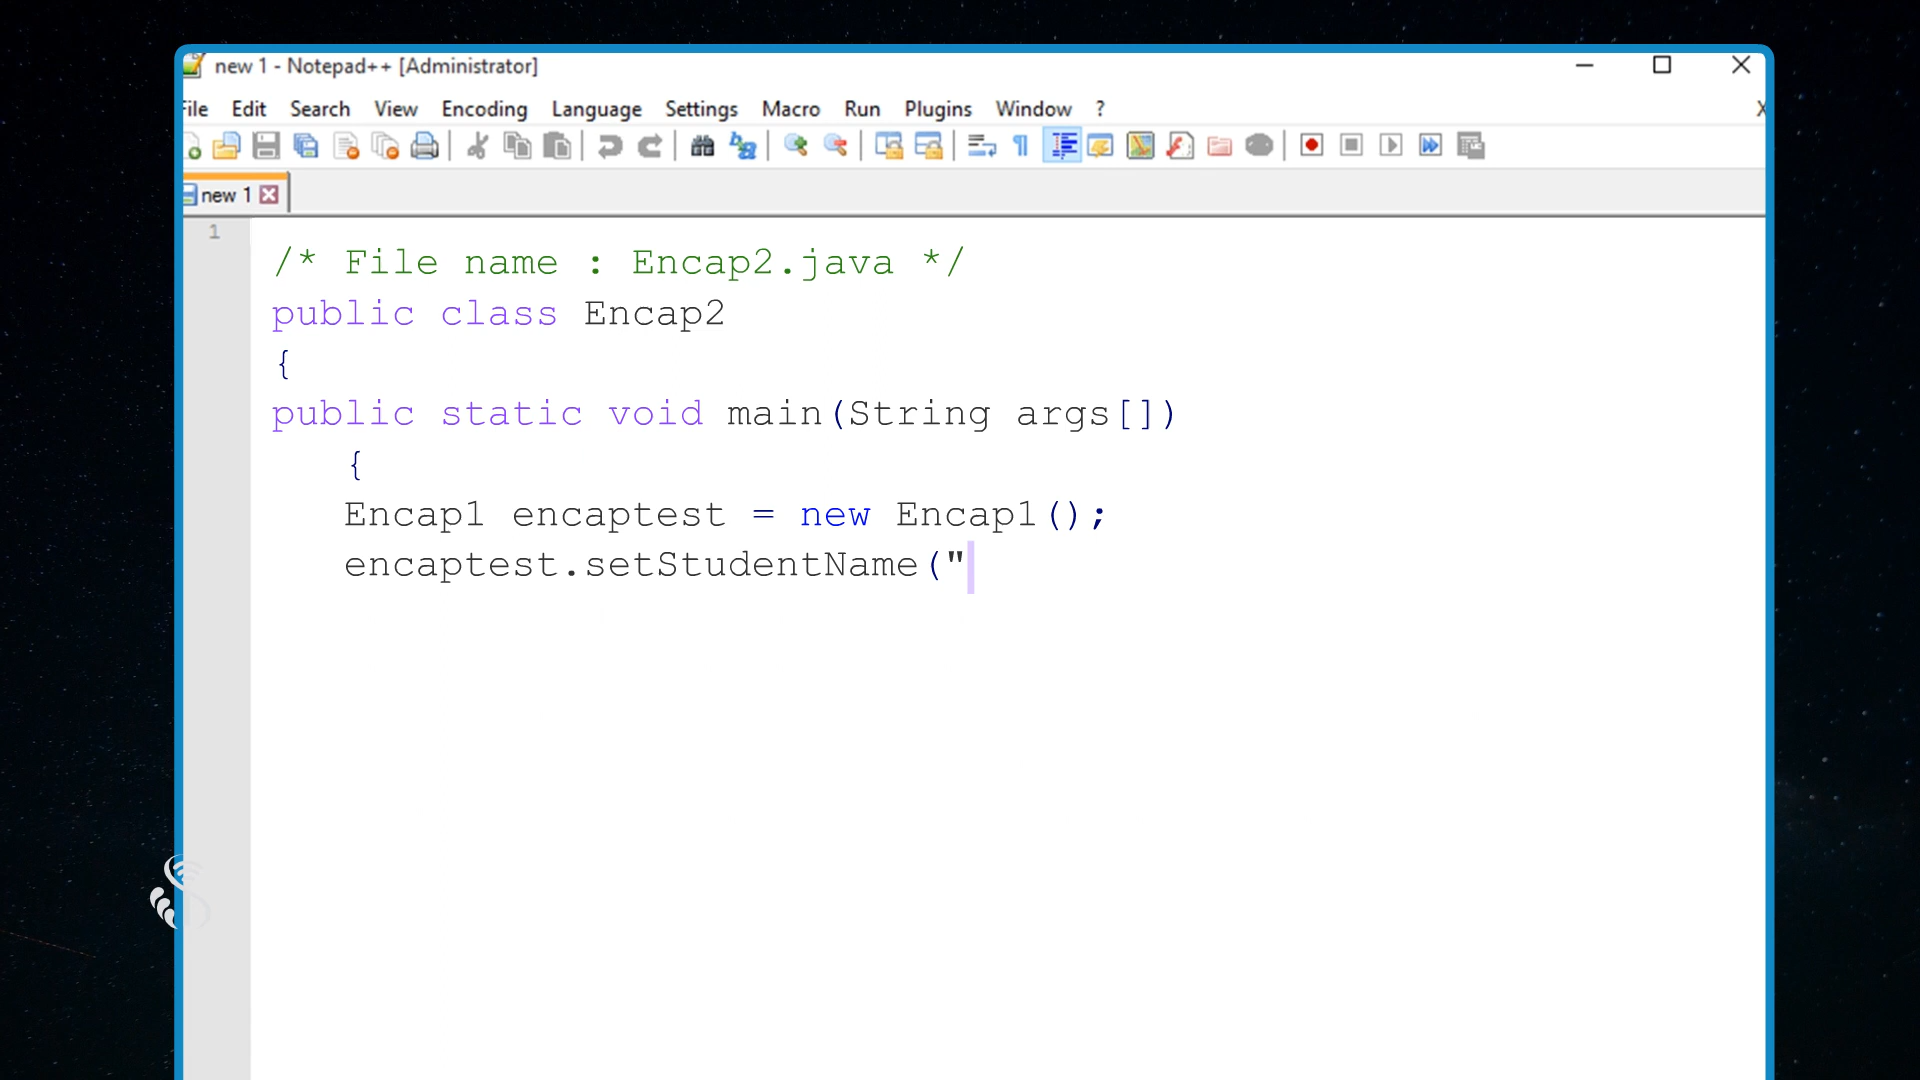 new 1 - Notepad++ [Administrator]
File Edit Search View Encoding Language Settings Macro Run Plugins Window ? X
new 1
1
/* File name : Encap2.java */
public class Encap2
{
public static void main(String args[])
{
Encap1 encaptest = new Encap1();
encaptest.setStudentName("